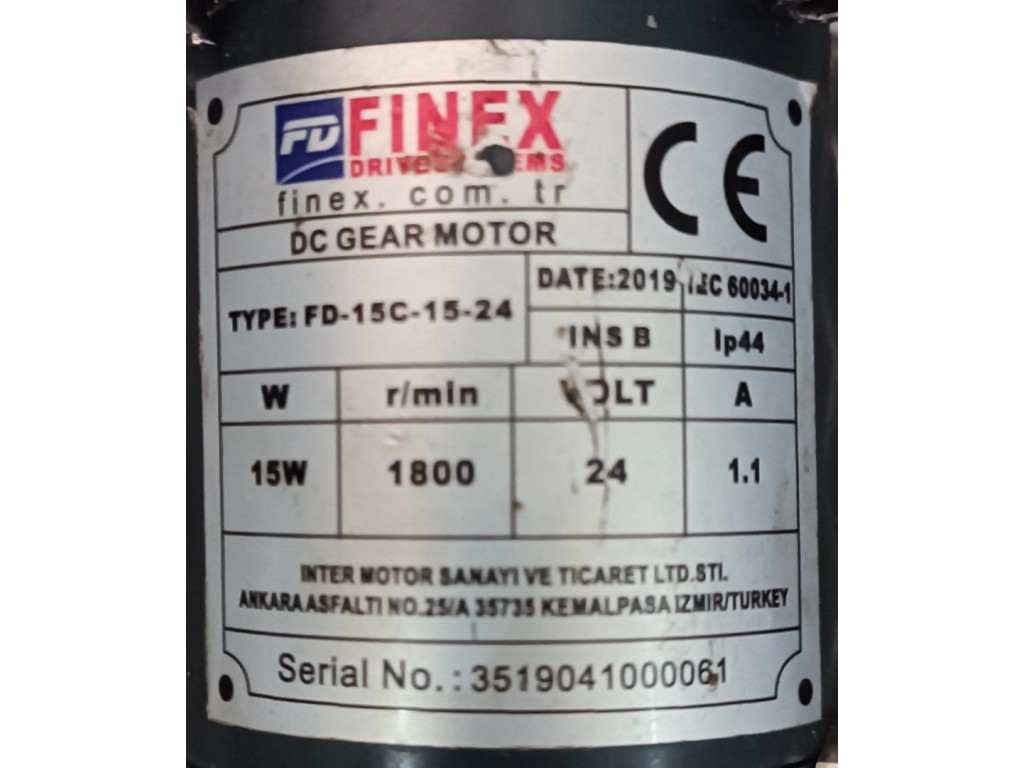 FD FINEX
DRIVE SYSTEMS
finex. com. tr
CE
DC GEAR MOTOR
TYPE: FD-15C-15-24
DATE:2019 IEC 60034-1
INS B Ip44
W r/min VOLT A
15W 1800 24 1.1
INTER MOTOR SANAYI VE TICARET LTD.STI.
ANKARA ASFALTI NO.25/A 35735 KEMALPASA IZMIR/TURKEY
Serial No.: 3519041000061